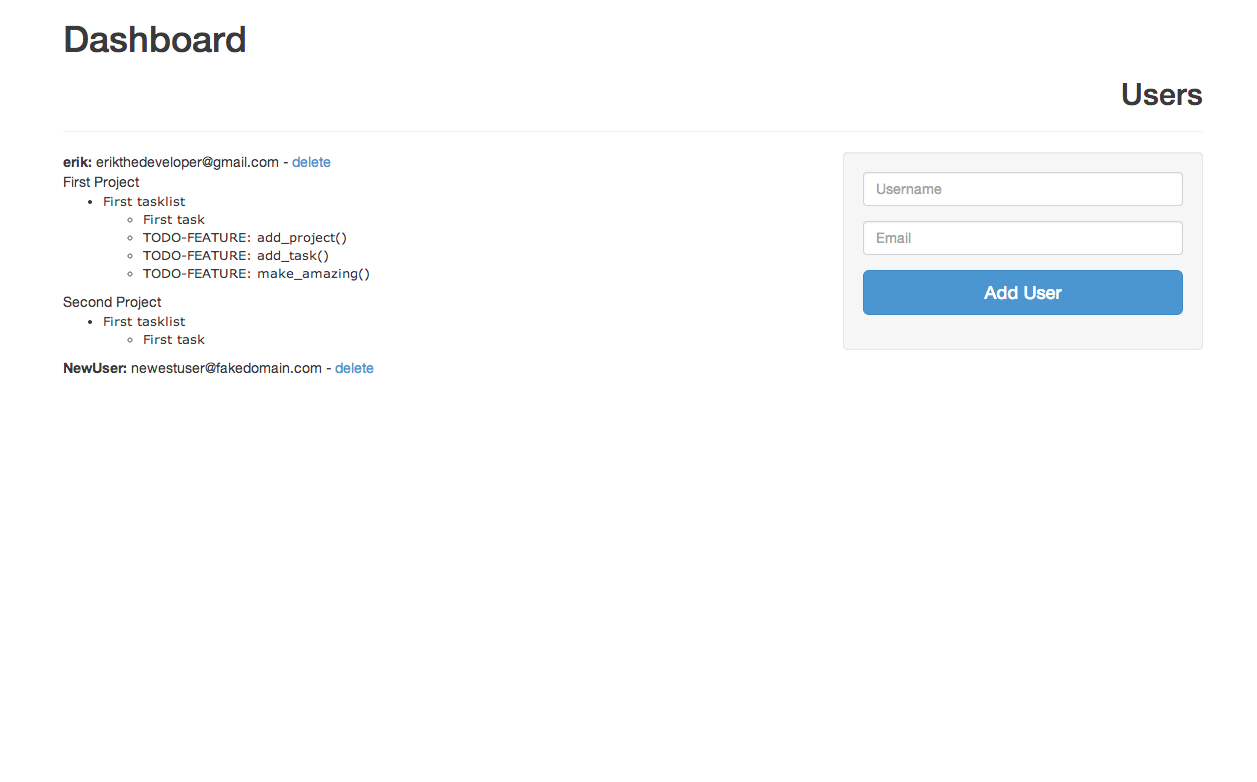 Dashboard
Users
erik: erikthedeveloper@gmail.com - delete
First Project
First tasklist
First task
TODO-FEATURE: add_project()
TODO-FEATURE: add_task()
TODO-FEATURE: make_amazing()
Second Project
First tasklist
First task
NewUser: newestuser@fakedomain.com - delete
Username
Email
Add User